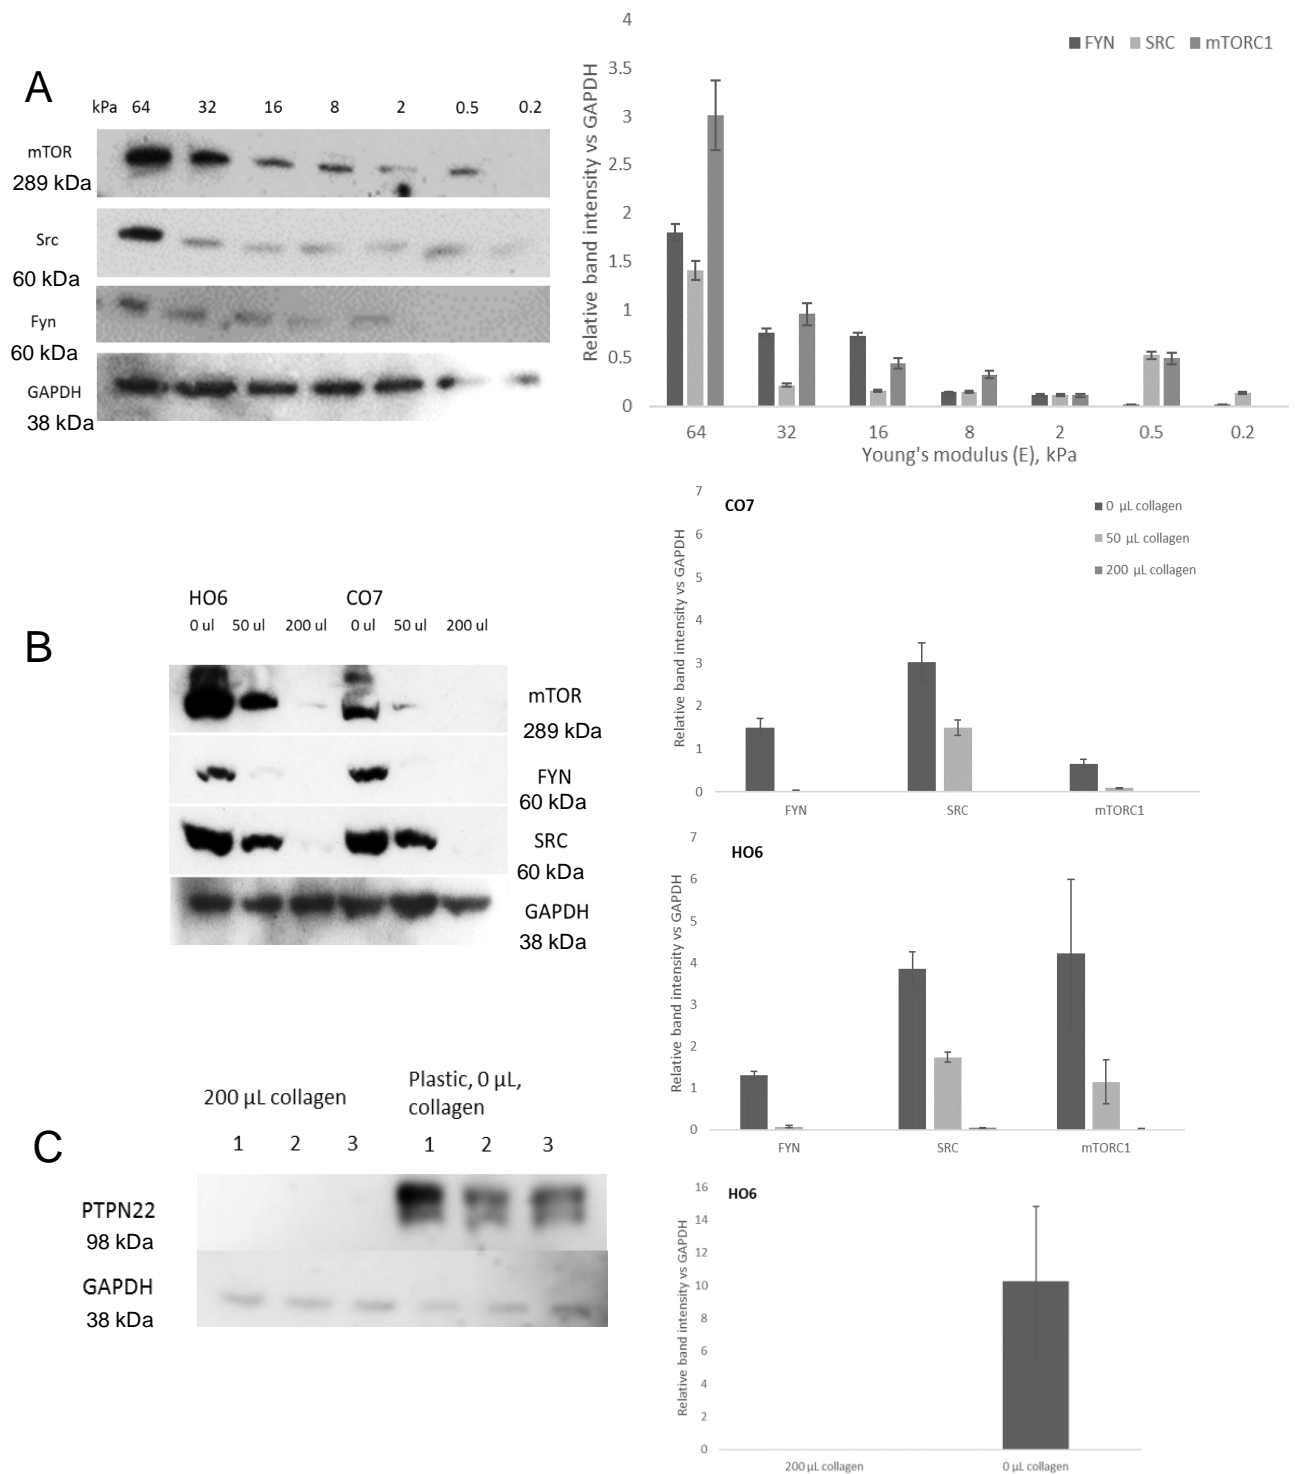 A
kPa 64 32 16 8 2 0.5 0.2
mTOR
289 kDa
Src
60 kDa
Fyn
60 kDa
GAPDH
38 kDa
FYN SRC mTORC1
Relative band intensity vs GAPDH
4
3.5
3
2.5
2
1.5
1
0.5
0
64 32 16 8 2 0.5 0.2
Young's modulus (E), kPa
B
HO6 CO7
0 ul 50 ul 200 ul 0 ul 50 ul 200 ul
mTOR
289 kDa
FYN
60 kDa
SRC
60 kDa
GAPDH
38 kDa
CO7
0 µL collagen
50 µL collagen
200 µL collagen
Relative band intensity vs GAPDH
7
6
5
4
3
2
1
0
FYN SRC mTORC1
HO6
Relative band intensity vs GAPDH
7
6
5
4
3
2
1
0
FYN SRC mTORC1
C
200 µL collagen
Plastic, 0 µL,
collagen
1 2 3 1 2 3
PTPN22
98 kDa
GAPDH
38 kDa
HO6
Relative band intensity vs GAPDH
16
14
12
10
8
6
4
2
0
200 µL collagen 0 µL collagen